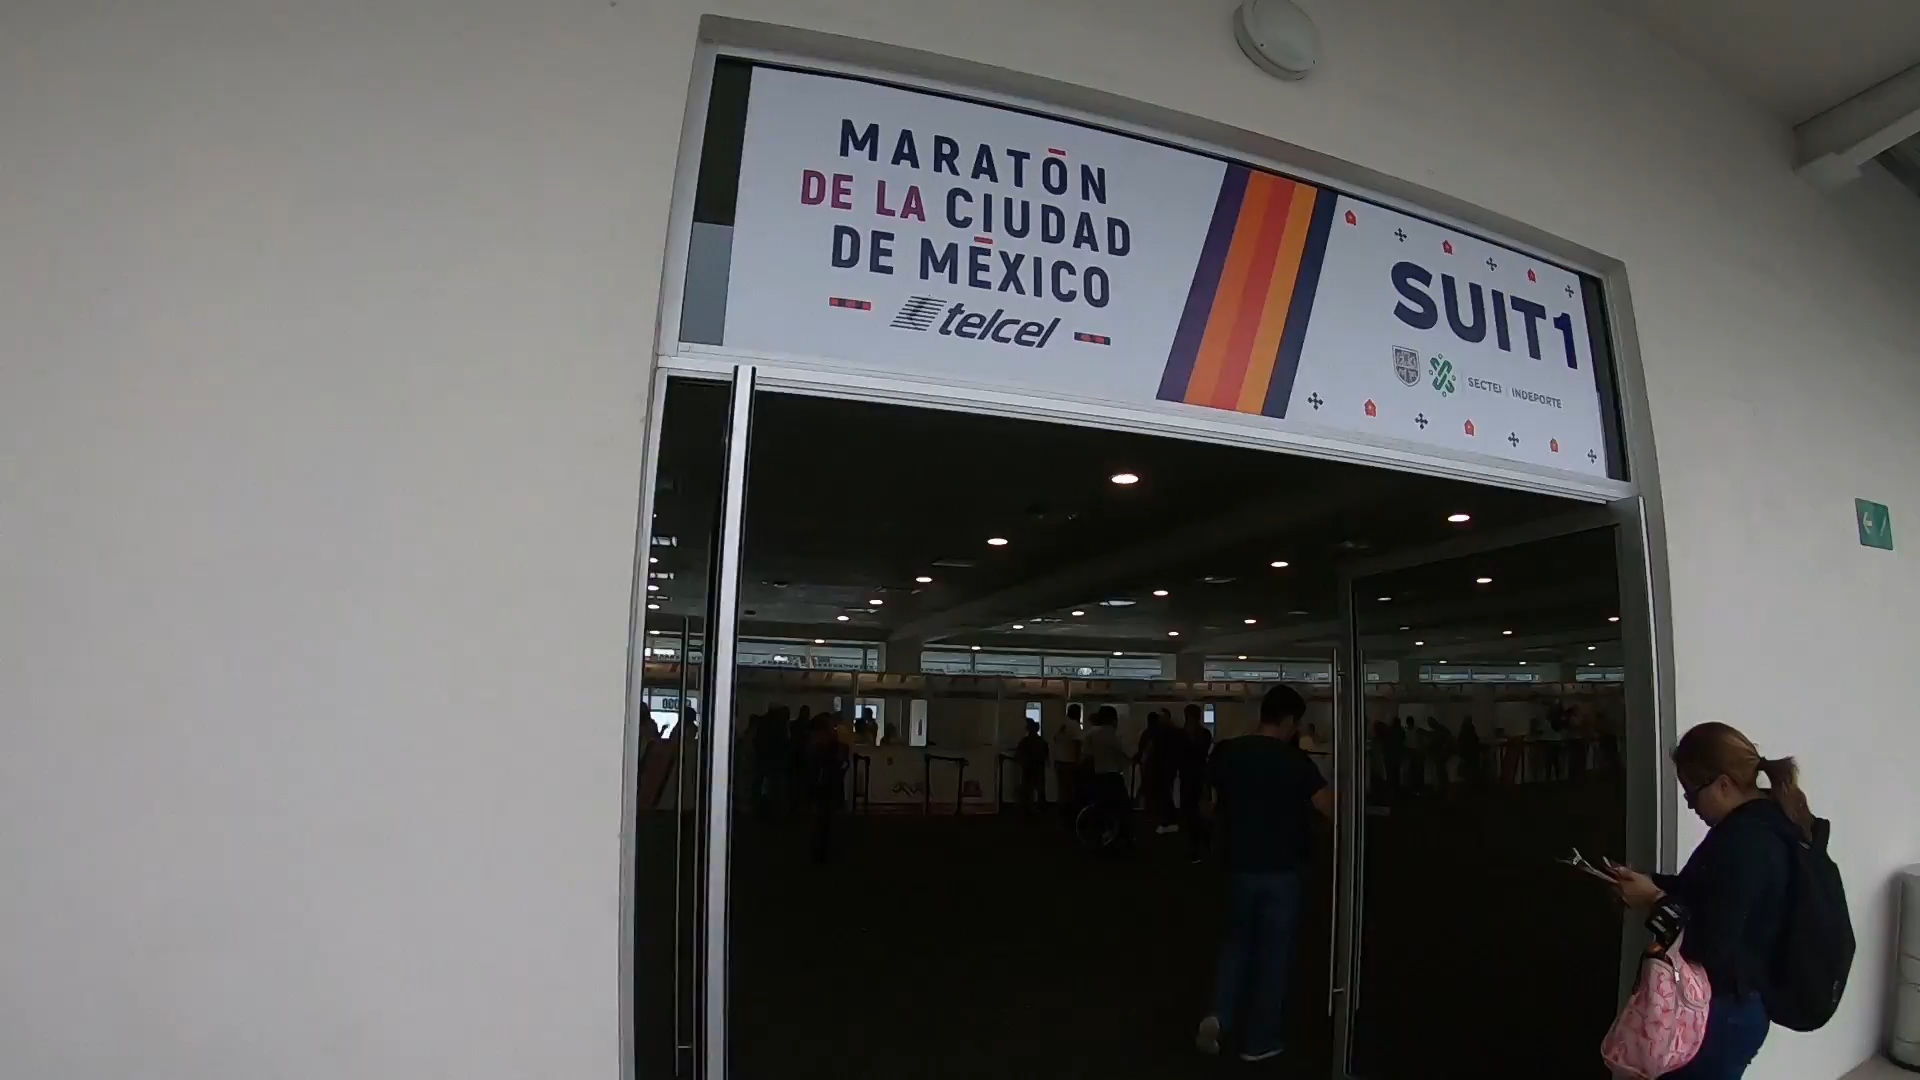 MARATÓN
DE LA CIUDAD
DE MÉXICO
telcel
SUIT1
SECTEI INDEPORTE